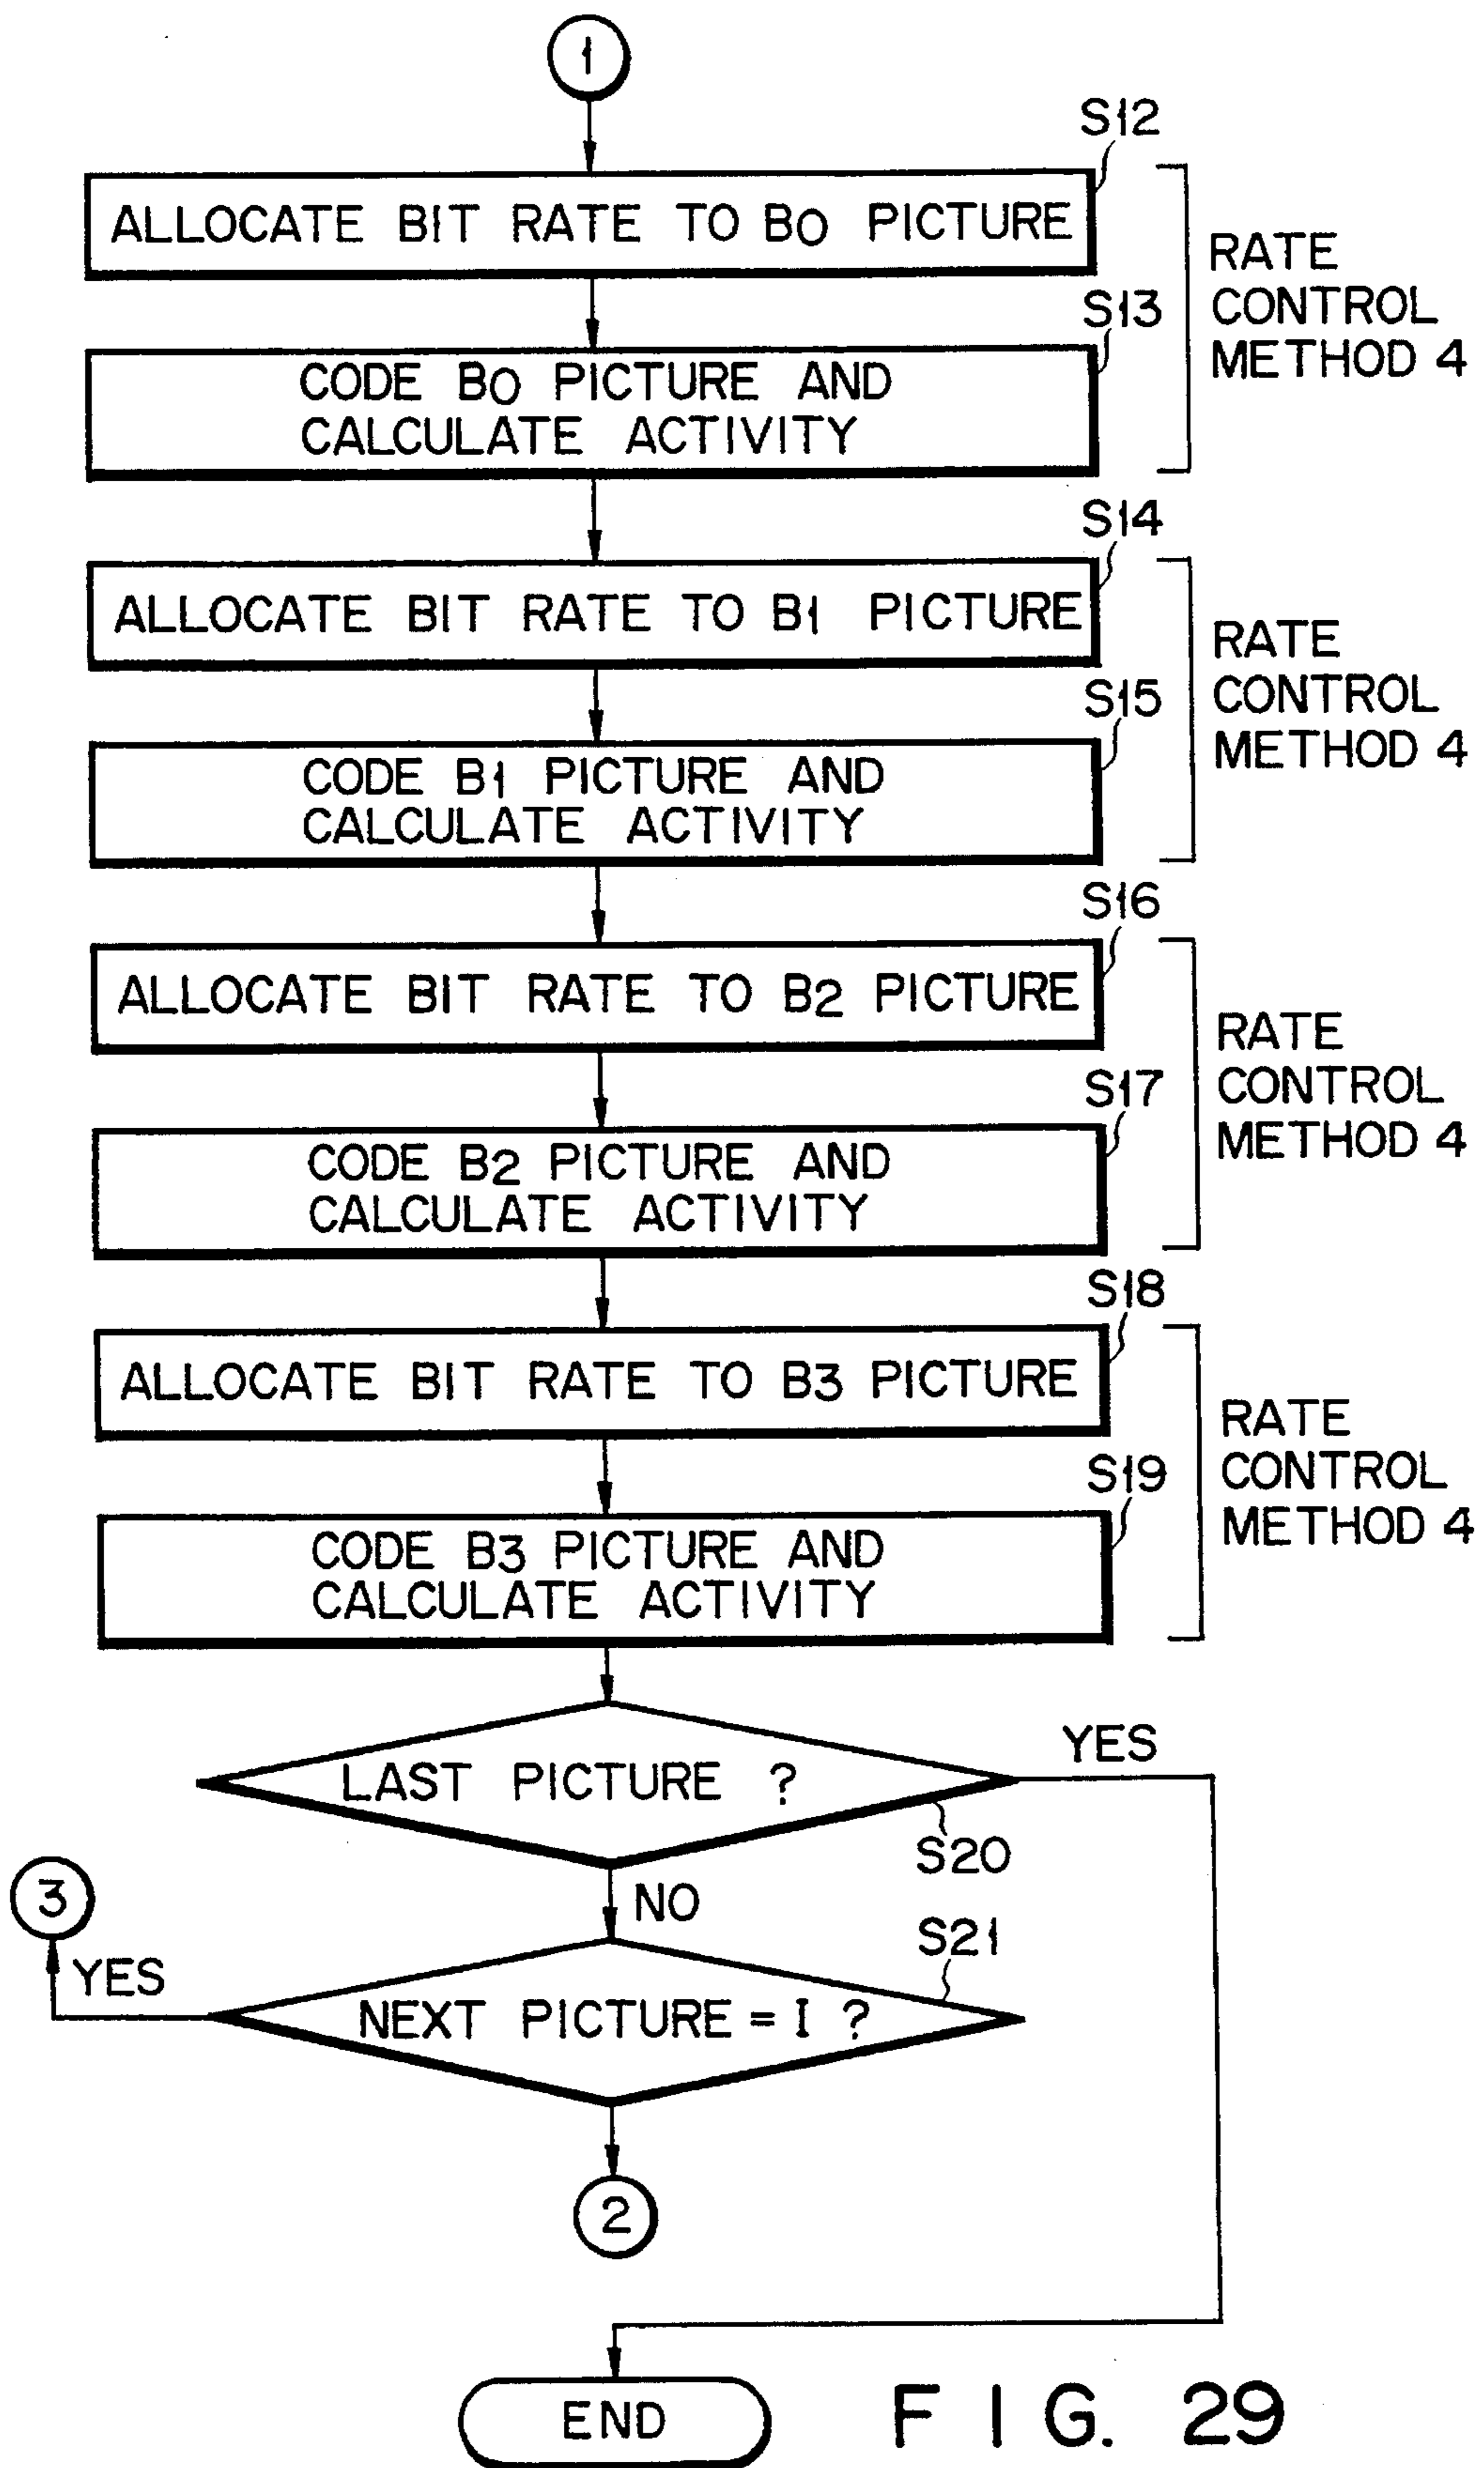 1
S12
ALLOCATE BIT RATE TO B0 PICTURE
RATE
CONTROL
METHOD 4
S13
CODE B0 PICTURE AND
CALCULATE ACTIVITY
S14
ALLOCATE BIT RATE TO B1 PICTURE
RATE
CONTROL
METHOD 4
S15
CODE B1 PICTURE AND
CALCULATE ACTIVITY
S16
ALLOCATE BIT RATE TO B2 PICTURE
RATE
CONTROL
METHOD 4
S17
CODE B2 PICTURE AND
CALCULATE ACTIVITY
S18
ALLOCATE BIT RATE TO B3 PICTURE
RATE
CONTROL
METHOD 4
S19
CODE B3 PICTURE AND
CALCULATE ACTIVITY
LAST PICTURE ?
YES
S20
NO
3
YES
S21
NEXT PICTURE = I ?
2
END
FIG. 29